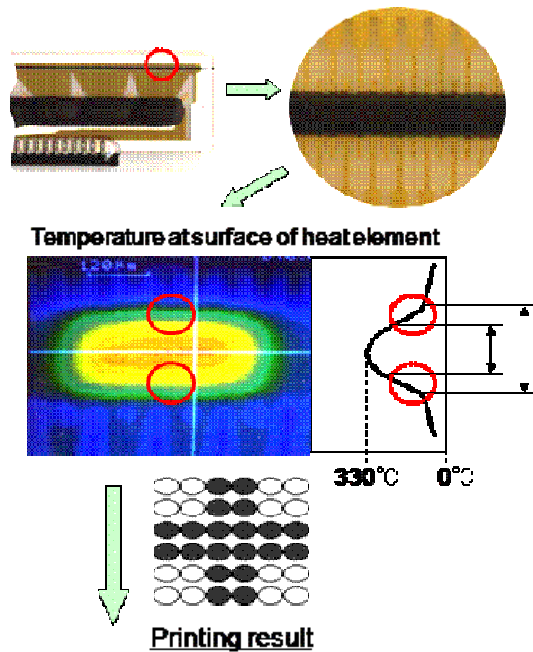 Temperature at surface of heat element
330℃ 0℃
Printing result